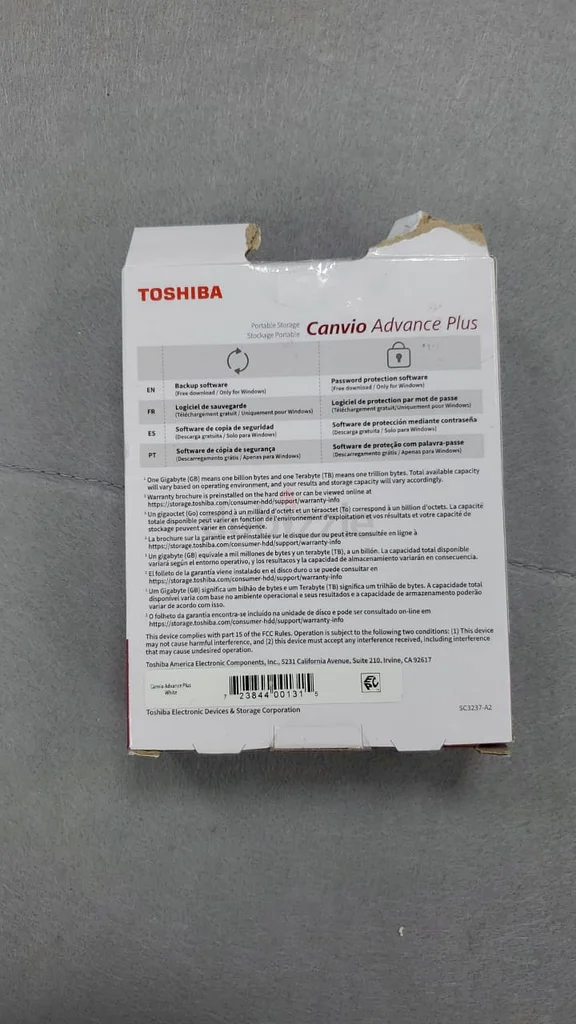 TOSHIBA
Portable Storage
Stockage Portable
Canvio Advance Plus
EN
Backup software
(Free download / Only for Windows)
Password protection software
(Free download / Only for Windows)
FR
Logiciel de sauvegarde
(Téléchargement gratuit / Uniquement pour Windows)
Logiciel de protection par mot de passe
(Téléchargement gratuit/Uniquement pour Windows)
ES
Software de copia de seguridad
(Descarga gratuita / Solo para Windows)
Software de protección mediante contraseña
(Descarga gratuita / Solo para Windows)
PT
Software de cópia de segurança
(Descarregamento grátis / Apenas para Windows)
Software de proteção com palavra-passe
(Descarregamento grátis / Apenas para Windows)
One Gigabyte (GB) means one billion bytes and one Terabyte (TB) means one trillion bytes. Total available capacity
will vary based on operating environment, and your results and storage capacity will vary accordingly.
Warranty brochure is preinstalled on the hard drive or can be viewed online at
https://storage.toshiba.com/consumer-hdd/support/warranty-info
Un gigaoctet (Go) correspond à un milliard d'octets et un téraoctet (To) correspond à un billion d'octets. La capacité
totale disponible peut varier en fonction de l'environnement d'exploitation et vos résultats et votre capacité de
stockage peuvent varier en conséquence.
La brochure sur la garantie est préinstallée sur le disque dur ou peut être consultée en ligne à
https://storage.toshiba.com/consumer-hdd/support/warranty-info
Un gigabyte (GB) equivale a mil millones de bytes y un terabyte (TB), a un billón. La capacidad total disponible
variará según el entorno operativo, y los resultados y la capacidad de almacenamiento variarán en consecuencia.
El folleto de la garantía viene instalado en el disco duro o se puede consultar en
https://storage.toshiba.com/consumer-hdd/support/warranty-info
Um Gigabyte (GB) significa um bilhão de bytes e um Terabyte (TB) significa um trilhão de bytes. A capacidade total
disponível varia com base no ambiente operacional e seus resultados e a capacidade de armazenamento poderão
variar de acordo com isso.
O folheto da garantia encontra-se incluído na unidade de disco e pode ser consultado on-line em
https://storage.toshiba.com/consumer-hdd/support/warranty-info
This device complies with part 15 of the FCC Rules. Operation is subject to the following two conditions: (1) This device
may not cause harmful interference, and (2) this device must accept any interference received, including interference
that may cause undesired operation.
Toshiba America Electronic Components, Inc., 5231 California Avenue, Suite 210, Irvine, CA 92617
Canvio Advance Plus
White
7 23844 00131 5
Toshiba Electronic Devices & Storage Corporation
SC3237-A2